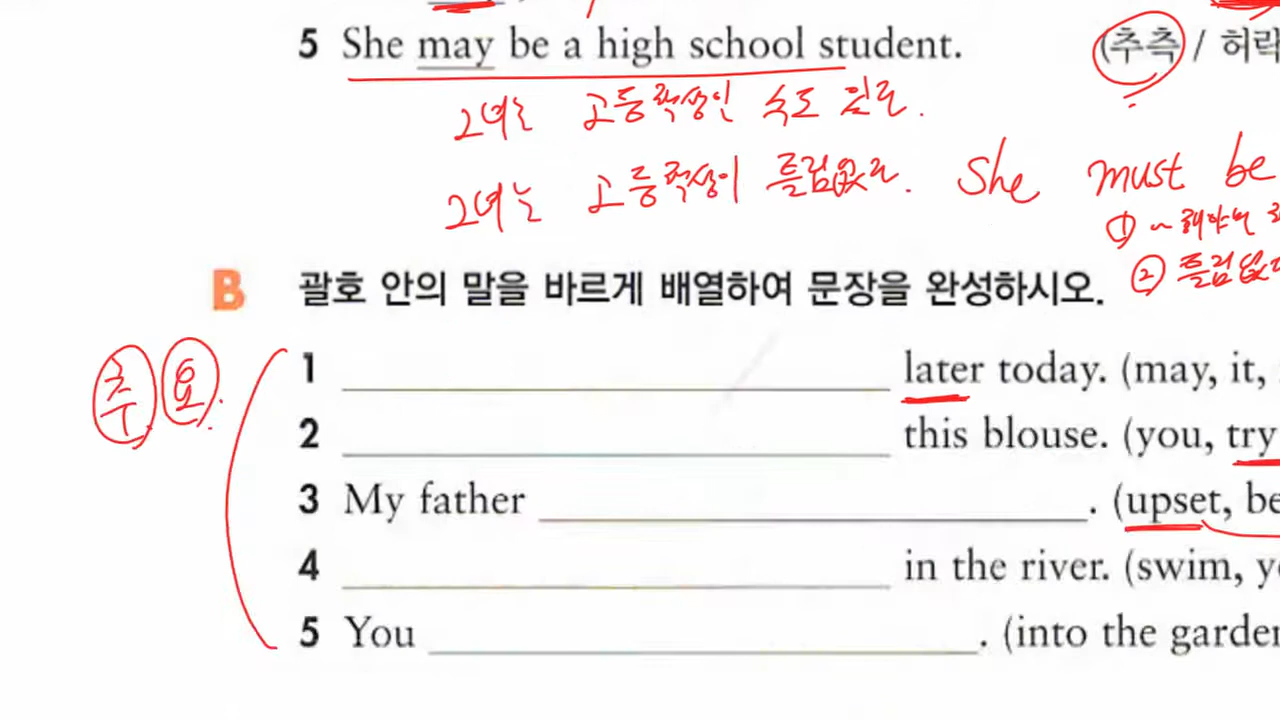 5 She may be a high school student. (추측 / 허락
그녀는 고등학생인 수도 있다.
그녀는 고등학생이 틀림없다. She must be
① ~해야
② 틀림없다
B 괄호 안의 말을 바르게 배열하여 문장을 완성하시오.
추 요
1 later today. (may, it,
2 this blouse. (you, try
3 My father . (upset, be
4 in the river. (swim, yo
5 You . (into the garden